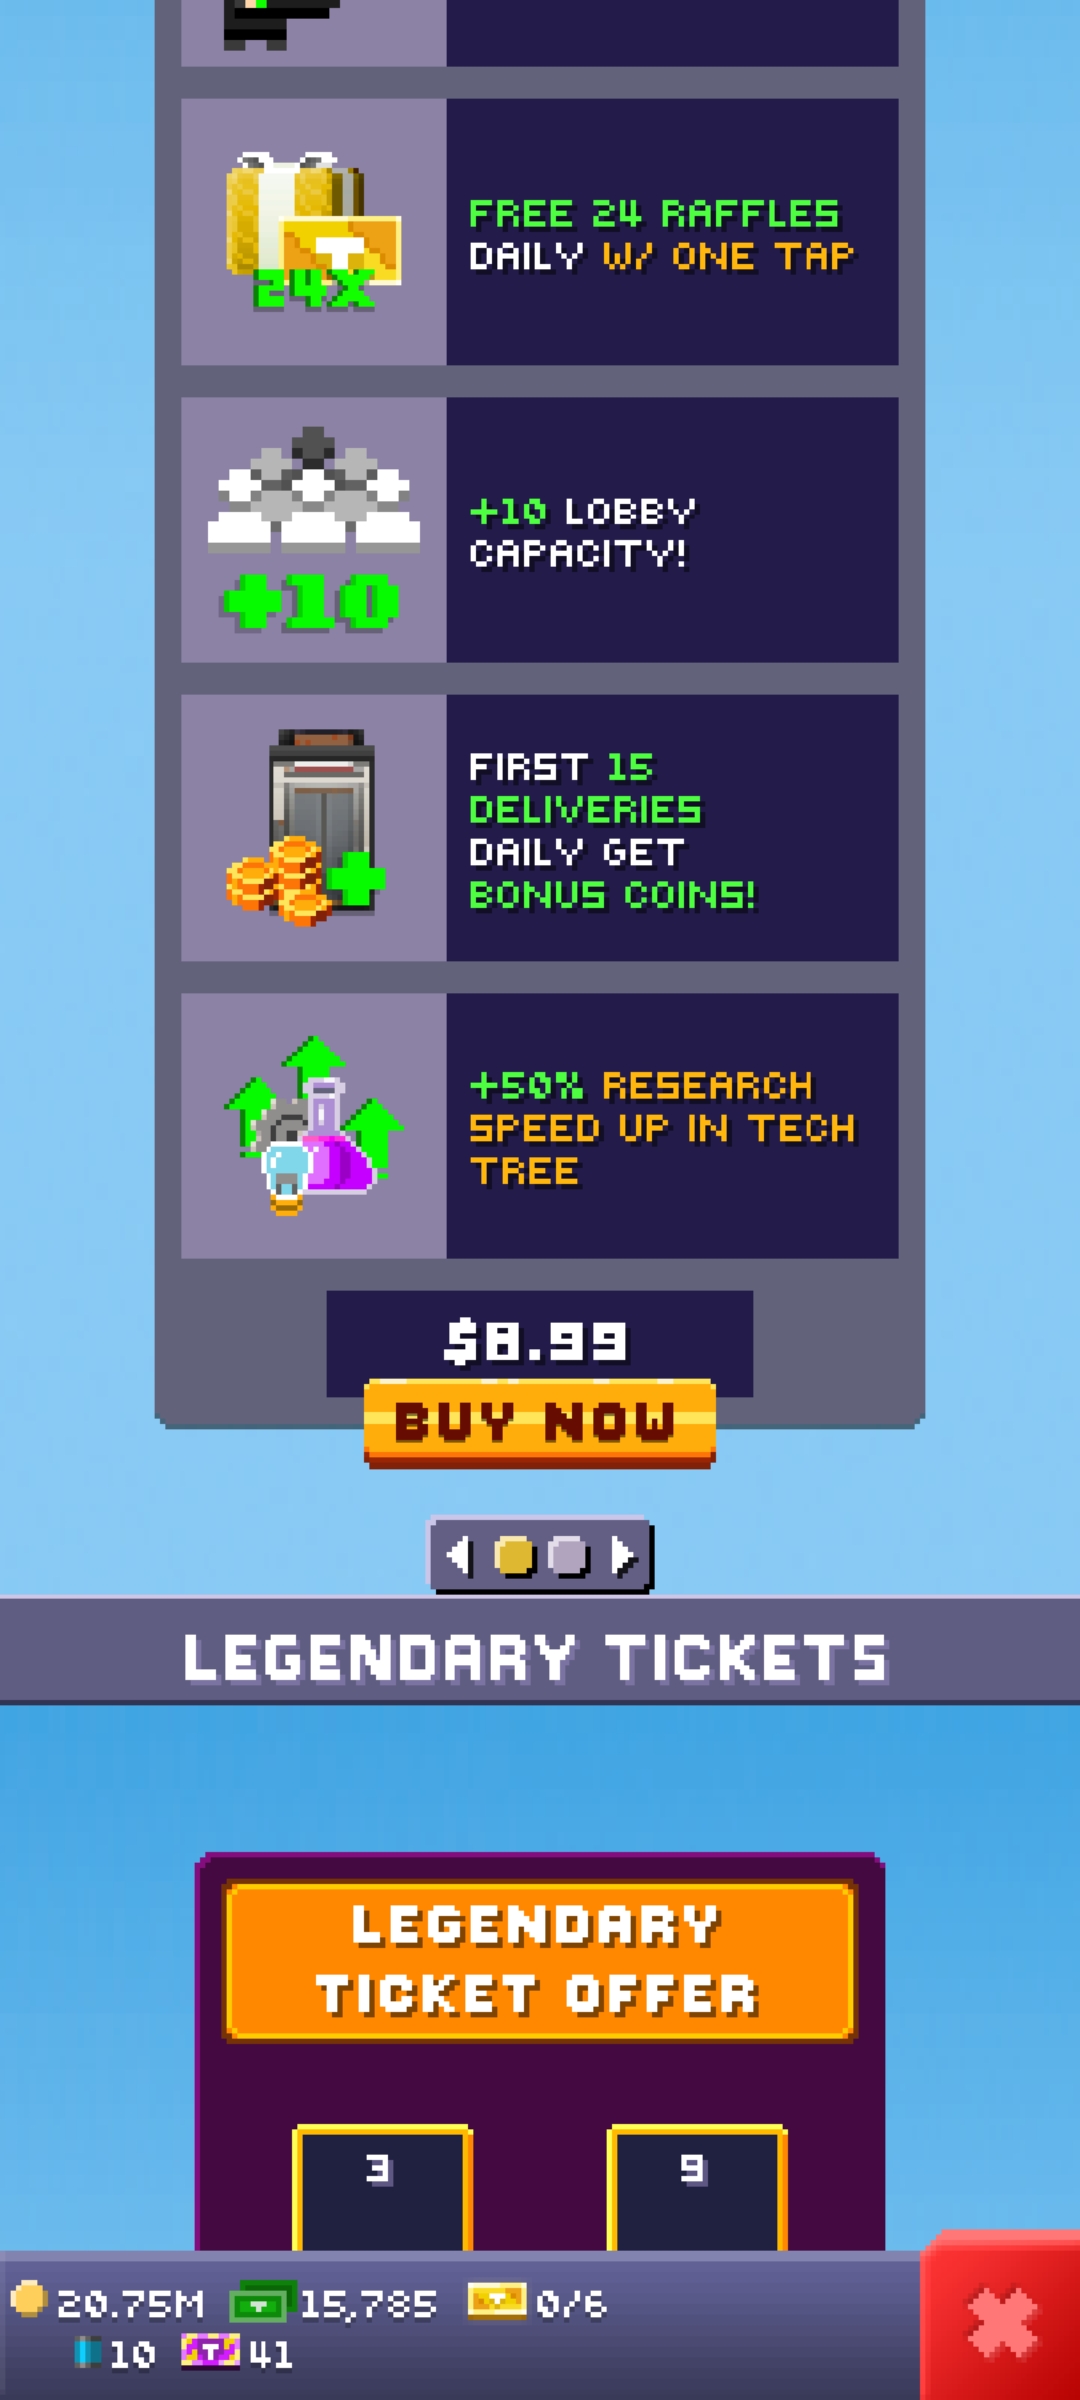 24X
FREE 24 RAFFLES
DAILY W/ ONE TAP
+10
+10 LOBBY
CAPACITY!
FIRST 15
DELIVERIES
DAILY GET
BONUS COINS!
+50% RESEARCH
SPEED UP IN TECH
TREE
$8.99
BUY NOW
LEGENDARY TICKETS
LEGENDARY
TICKET OFFER
3 9
20.75M 15,785 0/6
10 41